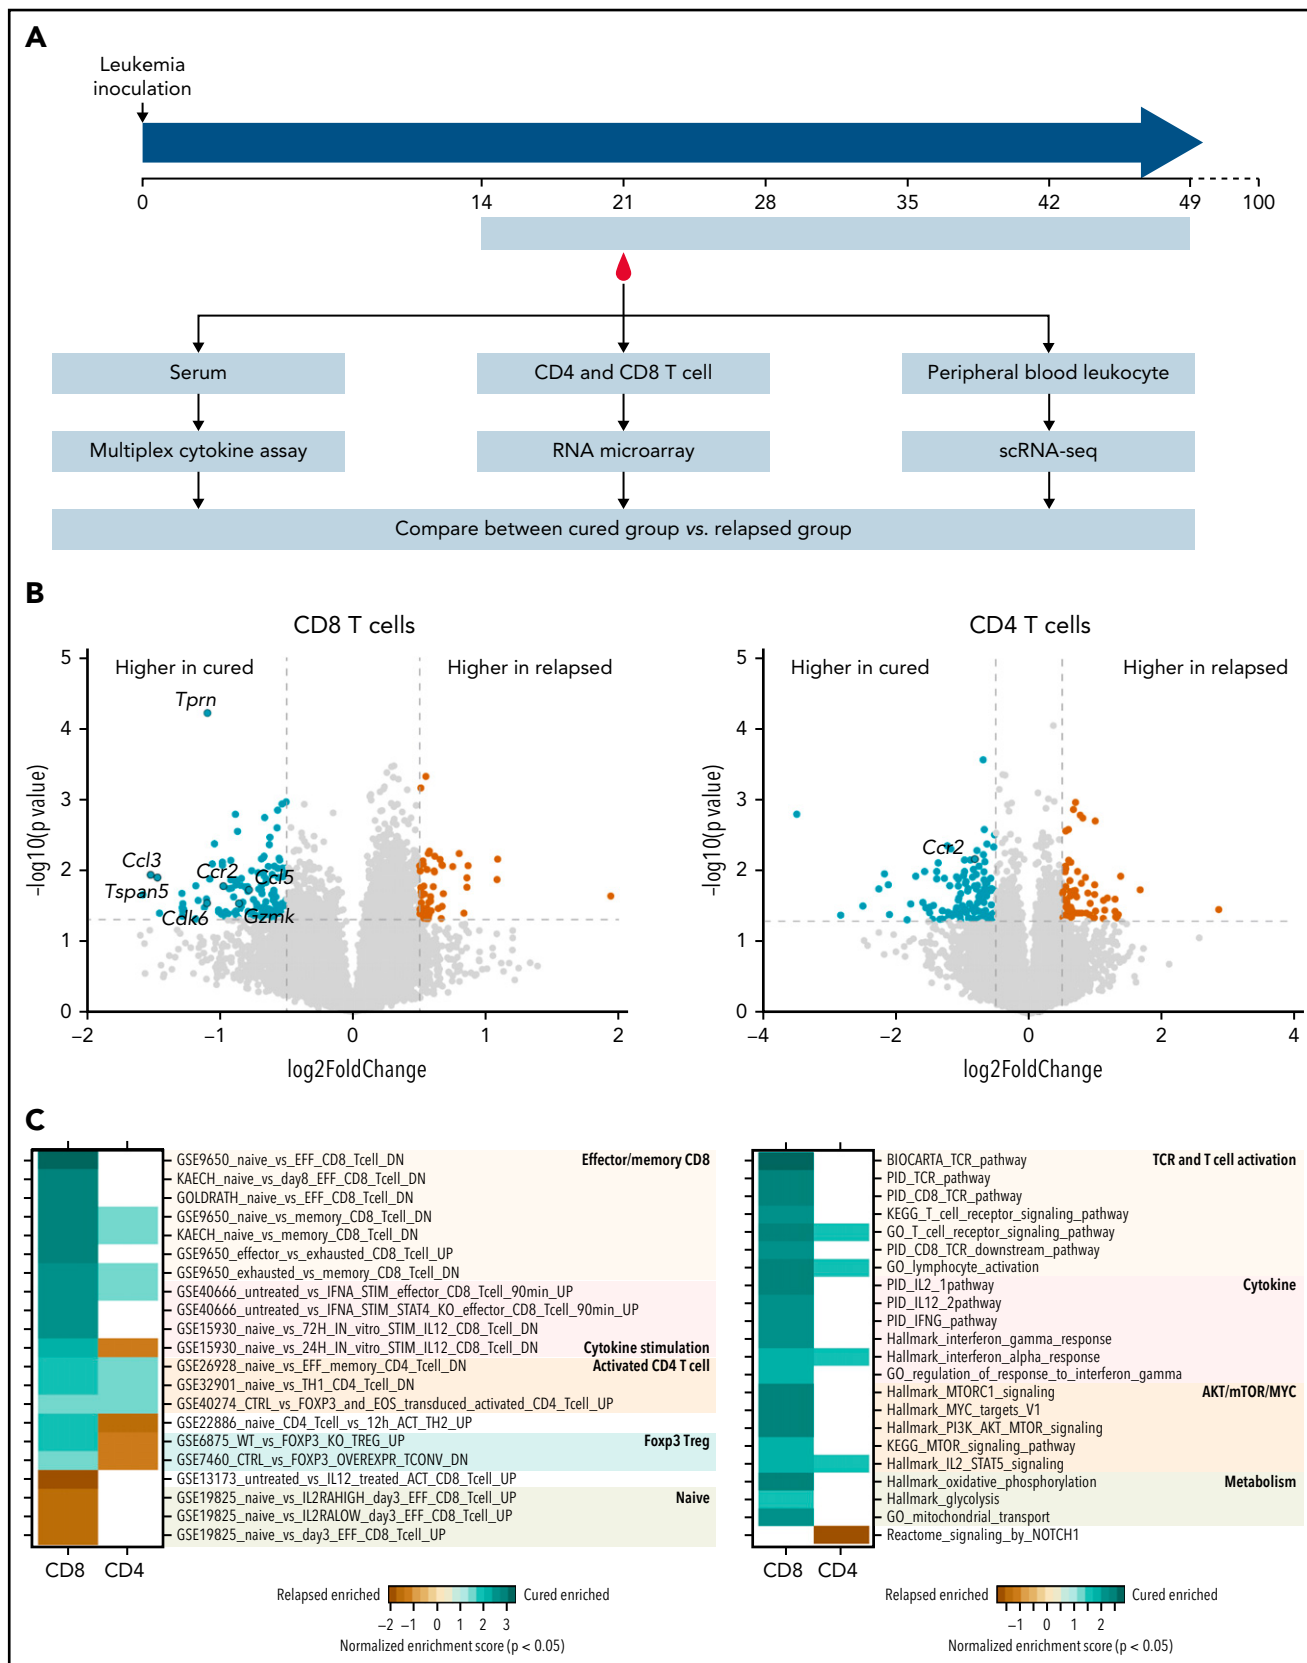 A
Leukemia
inoculation
0 14 21 28 35 42 49 100
Serum
CD4 and CD8 T cell
Peripheral blood leukocyte
Multiplex cytokine assay
RNA microarray
scRNA-seq
Compare between cured group vs. relapsed group
B
CD8 T cells
Higher in cured
Higher in relapsed
Tprn
Ccl3
Ccr2
Ccl5
Tspan5
Cdk6
Gzmk
5
4
3
2
1
0
−log10(p value)
−2 −1 0 1 2
log2FoldChange
CD4 T cells
Higher in cured
Higher in relapsed
Ccr2
5
4
3
2
1
0
−log10(p value)
−4 −2 0 2 4
log2FoldChange
C
GSE9650_naive_vs_EFF_CD8_Tcell_DN Effector/memory CD8
KAECH_naive_vs_day8_EFF_CD8_Tcell_DN
GOLDRATH_naive_vs_EFF_CD8_Tcell_DN
GSE9650_naive_vs_memory_CD8_Tcell_DN
KAECH_naive_vs_memory_CD8_Tcell_DN
GSE9650_effector_vs_exhausted_CD8_Tcell_UP
GSE9650_exhausted_vs_memory_CD8_Tcell_DN
GSE40666_untreated_vs_IFNA_STIM_effector_CD8_Tcell_90min_UP
GSE40666_untreated_vs_IFNA_STIM_STAT4_KO_effector_CD8_Tcell_90min_UP
GSE15930_naive_vs_72H_IN_vitro_STIM_IL12_CD8_Tcell_DN
GSE15930_naive_vs_24H_IN_vitro_STIM_IL12_CD8_Tcell_DN Cytokine stimulation
GSE26928_naive_vs_EFF_memory_CD4_Tcell_DN Activated CD4 T cell
GSE32901_naive_vs_TH1_CD4_Tcell_DN
GSE40274_CTRL_vs_FOXP3_and_EOS_transduced_activated_CD4_Tcell_UP
GSE22886_naive_CD4_Tcell_vs_12h_ACT_TH2_UP
GSE6875_WT_vs_FOXP3_KO_TREG_UP Foxp3 Treg
GSE7460_CTRL_vs_FOXP3_OVEREXPR_TCONV_DN
GSE13173_untreated_vs_IL12_treated_ACT_CD8_Tcell_UP
GSE19825_naive_vs_IL2RAHIGH_day3_EFF_CD8_Tcell_UP Naive
GSE19825_naive_vs_IL2RALOW_day3_EFF_CD8_Tcell_UP
GSE19825_naive_vs_day3_EFF_CD8_Tcell_UP
CD8 CD4
Relapsed enriched Cured enriched
−2 −1 0 1 2 3
Normalized enrichment score (p < 0.05)
BIOCARTA_TCR_pathway TCR and T cell activation
PID_TCR_pathway
PID_CD8_TCR_pathway
KEGG_T_cell_receptor_signaling_pathway
GO_T_cell_receptor_signaling_pathway
PID_CD8_TCR_downstream_pathway
GO_lymphocyte_activation
PID_IL2_1pathway Cytokine
PID_IL12_2pathway
PID_IFNG_pathway
Hallmark_interferon_gamma_response
Hallmark_interferon_alpha_response
GO_regulation_of_response_to_interferon_gamma
Hallmark_MTORC1_signaling AKT/mTOR/MYC
Hallmark_MYC_targets_V1
Hallmark_PI3K_AKT_MTOR_signaling
KEGG_MTOR_signaling_pathway
Hallmark_IL2_STAT5_signaling
Hallmark_oxidative_phosphorylation Metabolism
Hallmark_glycolysis
GO_mitochondrial_transport
Reactome_signaling_by_NOTCH1
CD8 CD4
Relapsed enriched Cured enriched
−1 0 1 2
Normalized enrichment score (p < 0.05)